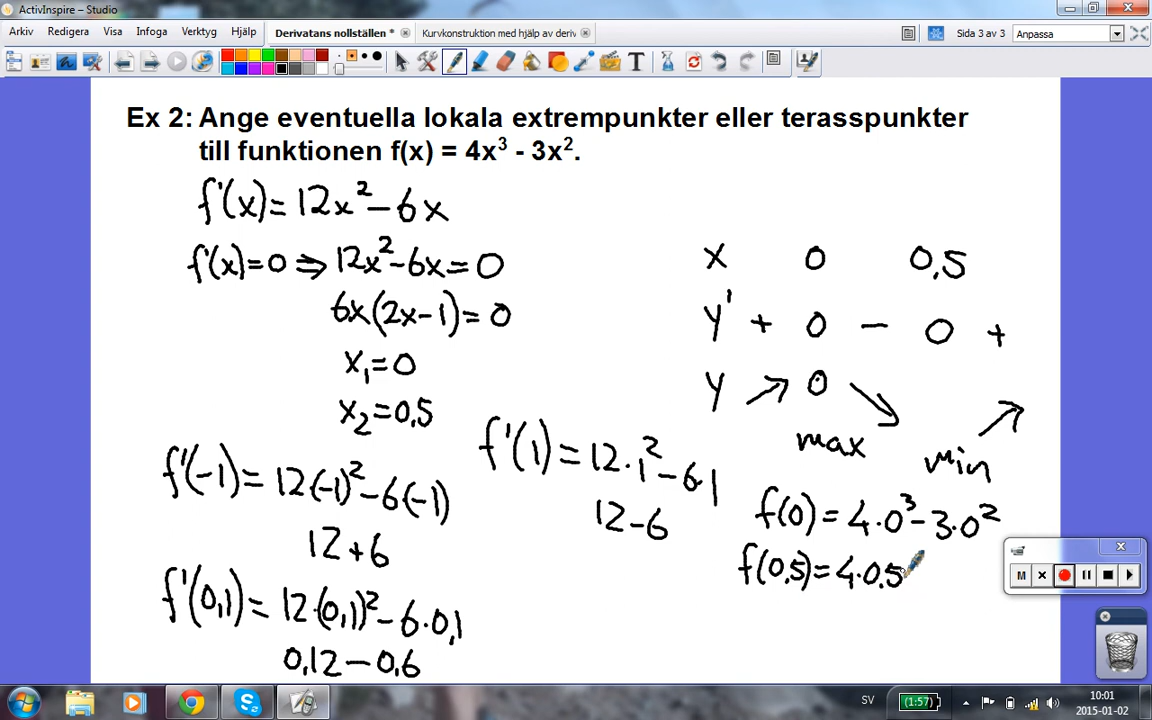 ActivInspire – Studio
Arkiv Redigera Visa Infoga Verktyg Hjälp
Derivatans nollställen *
Kurvkonstruktion med hjälp av deriv
Sida 3 av 3
Anpassa
Ex 2: Ange eventuella lokala extrempunkter eller terasspunkter
till funktionen f(x) = 4x³ - 3x².
f'(x) = 12x² − 6x
f'(x) = 0 ⇒ 12x² − 6x = 0
6x(2x − 1) = 0
x₁ = 0
x₂ = 0,5
f'(−1) = 12(−1)² − 6(−1)
12 + 6
f'(0,1) = 12·(0,1)² − 6·0,1
0,12 − 0,6
f'(1) = 12·1² − 6·1
12 − 6
x 0 0,5
y' + 0 − 0 +
y ↗ 0 ↘ ↗
max min
f(0) = 4·0³ − 3·0²
f(0,5) = 4·0,5
M
SV
(1:57)
10:01
2015-01-02